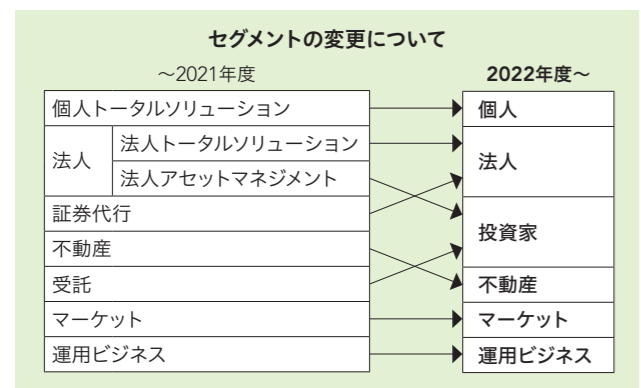 セグメントの変更について
〜2021年度
2022年度〜
個人トータルソリューション
個人
法人
法人トータルソリューション
法人アセットマネジメント
法人
証券代行
投資家
不動産
受託
不動産
マーケット
マーケット
運用ビジネス
運用ビジネス